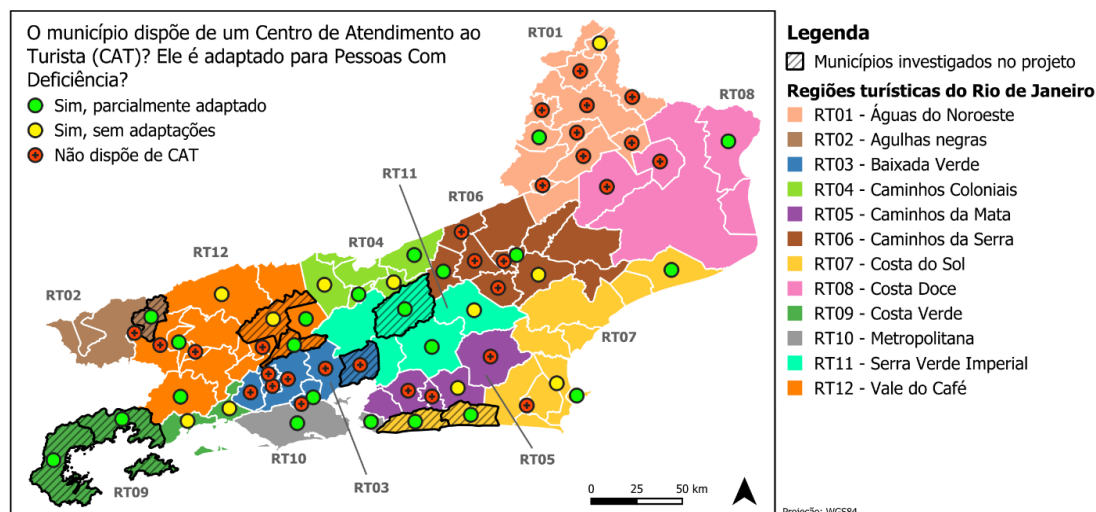 O município dispõe de um Centro de Atendimento ao
Turista (CAT)? Ele é adaptado para Pessoas Com
Deficiência?
Sim, parcialmente adaptado
Sim, sem adaptações
Não dispõe de CAT
RT01
RT08
RT11
RT06
RT04
RT12
RT02
RT07
RT05
RT10
RT03
RT09
0 25 50 km
Legenda
Municípios investigados no projeto
Regiões turísticas do Rio de Janeiro
RT01 - Águas do Noroeste
RT02 - Agulhas negras
RT03 - Baixada Verde
RT04 - Caminhos Coloniais
RT05 - Caminhos da Mata
RT06 - Caminhos da Serra
RT07 - Costa do Sol
RT08 - Costa Doce
RT09 - Costa Verde
RT10 - Metropolitana
RT11 - Serra Verde Imperial
RT12 - Vale do Café
Projeção: WGS84